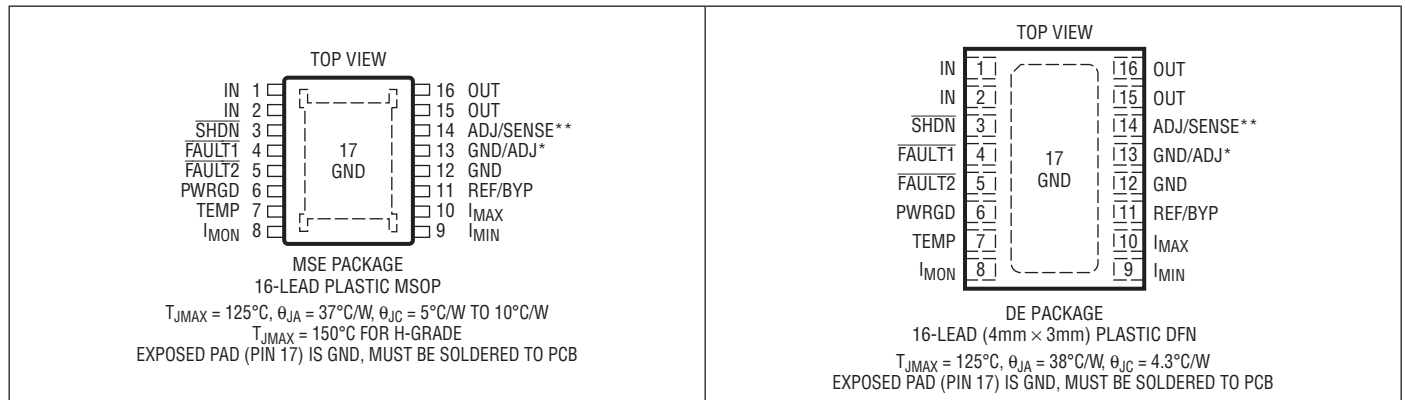 TOP VIEW
IN 1
IN 2
SHDN 3
FAULT1 4
FAULT2 5
PWRGD 6
TEMP 7
IMON 8
17
GND
16 OUT
15 OUT
14 ADJ/SENSE**
13 GND/ADJ*
12 GND
11 REF/BYP
10 IMAX
9 IMIN
MSE PACKAGE
16-LEAD PLASTIC MSOP
TJMAX = 125°C, θJA = 37°C/W, θJC = 5°C/W TO 10°C/W
TJMAX = 150°C FOR H-GRADE
EXPOSED PAD (PIN 17) IS GND, MUST BE SOLDERED TO PCB
TOP VIEW
IN 1
IN 2
SHDN 3
FAULT1 4
FAULT2 5
PWRGD 6
TEMP 7
IMON 8
17
GND
16 OUT
15 OUT
14 ADJ/SENSE**
13 GND/ADJ*
12 GND
11 REF/BYP
10 IMAX
9 IMIN
DE PACKAGE
16-LEAD (4mm × 3mm) PLASTIC DFN
TJMAX = 125°C, θJA = 38°C/W, θJC = 4.3°C/W
EXPOSED PAD (PIN 17) IS GND, MUST BE SOLDERED TO PCB